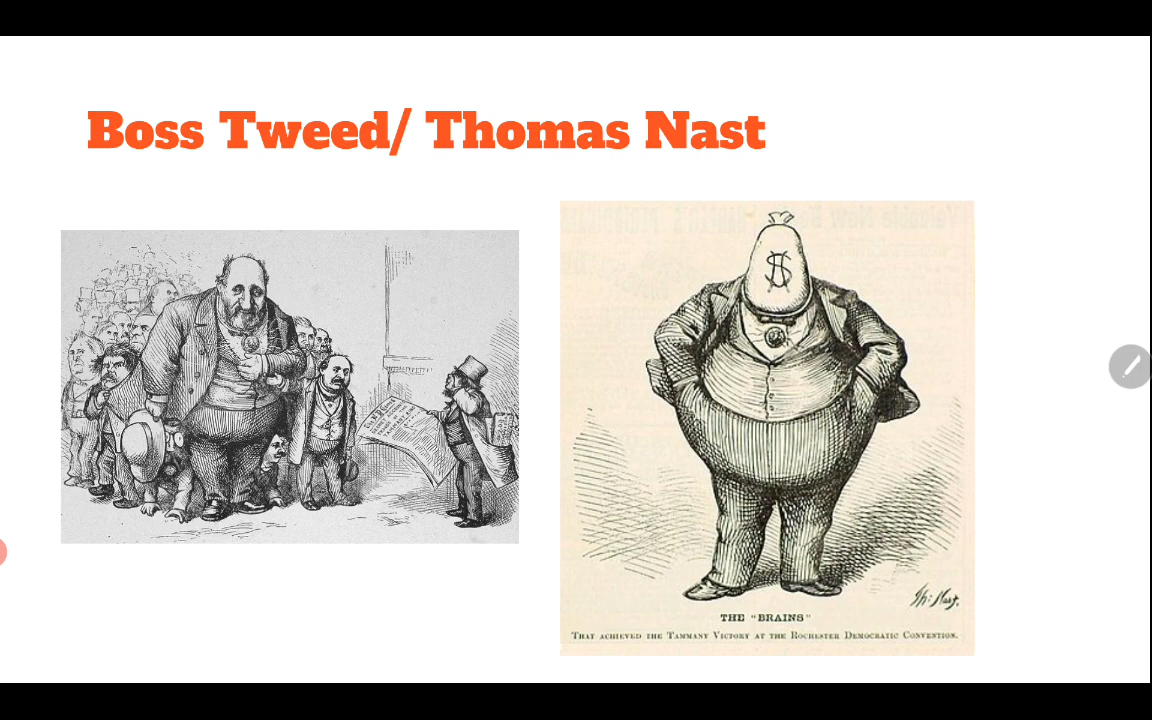 Boss Tweed/ Thomas Nast
Th: Nast.
THE "BRAINS"
THAT ACHIEVED THE TAMMANY VICTORY AT THE ROCHESTER DEMOCRATIC CONVENTION.